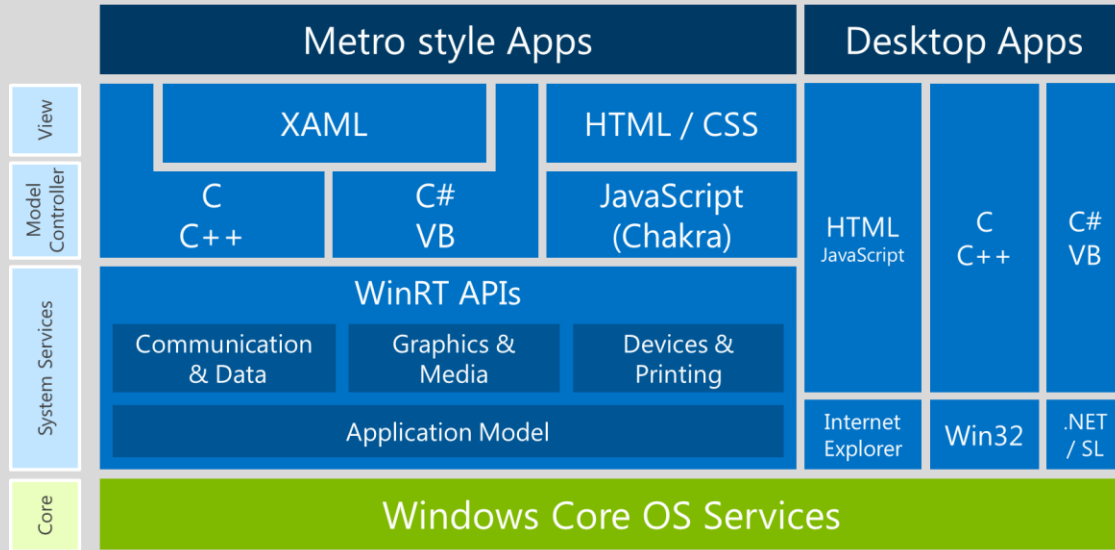 Metro style Apps
Desktop Apps
View
XAML
HTML / CSS
Model
Controller
C
C++
C#
VB
JavaScript
(Chakra)
HTML
JavaScript
C
C++
C#
VB
System Services
WinRT APIs
Communication
& Data
Graphics &
Media
Devices &
Printing
Application Model
Internet
Explorer
Win32
.NET
/ SL
Core
Windows Core OS Services